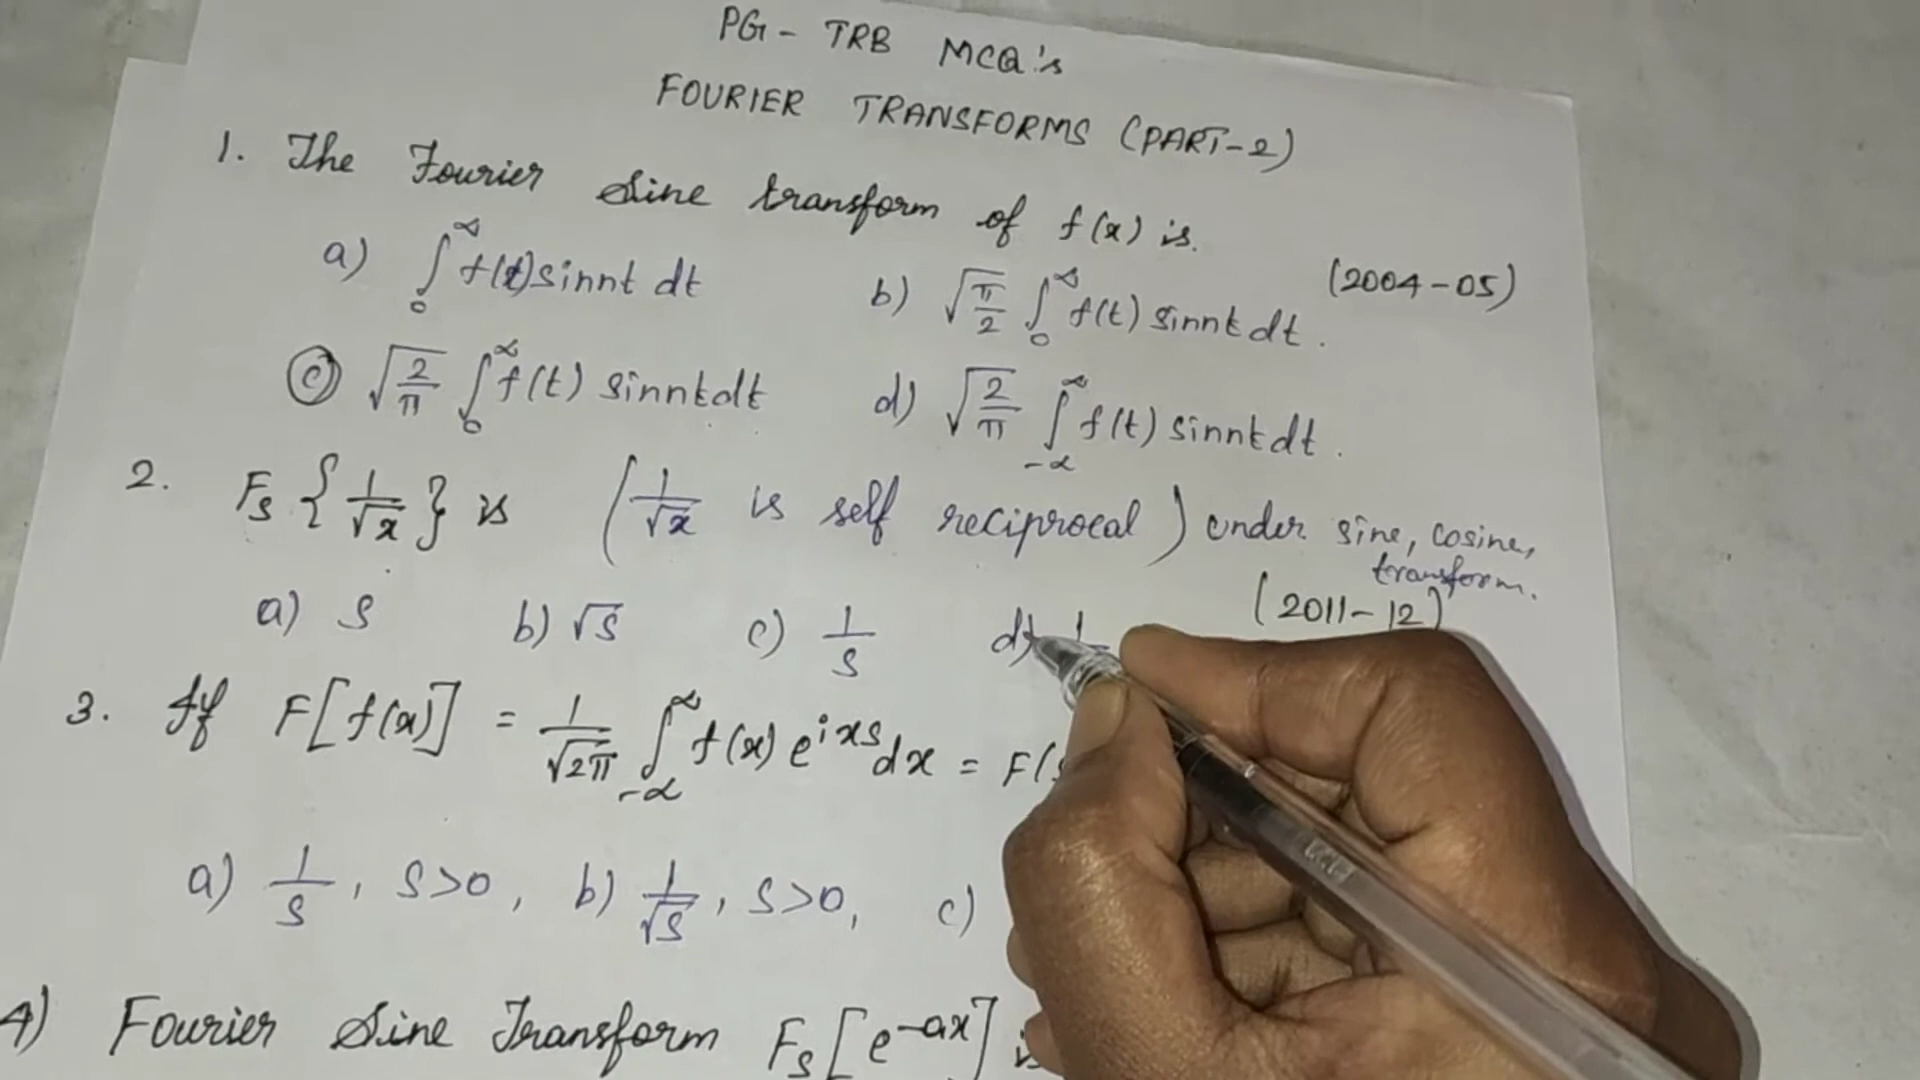 PG - TRB MCQ's
FOURIER TRANSFORMS (PART-2)
1. The Fourier Sine transform of f(x) is.
(2004-05)
a) ∫₀^∞ f(t) sinnt dt b) √(π/2) ∫₀^∞ f(t) sinnt dt.
c) √(2/π) ∫₀^∞ f(t) sinnt dt d) √(2/π) ∫_{-∞}^∞ f(t) sinnt dt.
2. Fs {1/√x} is (1/√x is self reciprocal) under sine, cosine,
transform.
(2011-12)
a) s b) √s c) 1/s d)
3. If F[f(x)] = 1/√2π ∫_{-∞}^∞ f(x) e^{ixs} dx = F(s
a) 1/s, s>0, b) 1/√s, s>0, c)
4) Fourier Sine Transform Fs[e^{-ax}]